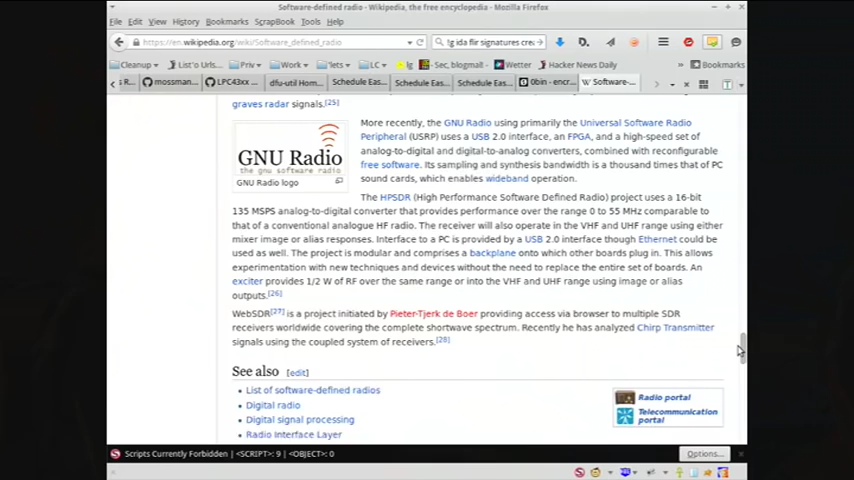 Software-defined radio - Wikipedia, the free encyclopedia - Mozilla Firefox
File Edit View History Bookmarks ScrapBook Tools Help
https://en.wikipedia.org/wiki/Software_defined_radio
!g ida flir signatures crea
Cleanup List'o Urls... Priv Work 'lets LC lg - Sec, blogmall Wetter Hacker News Daily Bookmarks
s R... mossman... LPC43xx ... dfu-util Hom... Schedule Eas... Schedule Eas... Schedule Eas... 0bin - encr... Software-...
graves radar signals.[25]
More recently, the GNU Radio using primarily the Universal Software Radio
Peripheral (USRP) uses a USB 2.0 interface, an FPGA, and a high-speed set of
analog-to-digital and digital-to-analog converters, combined with reconfigurable
free software. Its sampling and synthesis bandwidth is a thousand times that of PC
sound cards, which enables wideband operation.
GNU Radio
the gnu software radio
GNU Radio logo
The HPSDR (High Performance Software Defined Radio) project uses a 16-bit
135 MSPS analog-to-digital converter that provides performance over the range 0 to 55 MHz comparable to
that of a conventional analogue HF radio. The receiver will also operate in the VHF and UHF range using either
mixer image or alias responses. Interface to a PC is provided by a USB 2.0 interface though Ethernet could be
used as well. The project is modular and comprises a backplane onto which other boards plug in. This allows
experimentation with new techniques and devices without the need to replace the entire set of boards. An
exciter provides 1/2 W of RF over the same range or into the VHF and UHF range using image or alias
outputs.[26]
WebSDR[27] is a project initiated by Pieter-Tjerk de Boer providing access via browser to multiple SDR
receivers worldwide covering the complete shortwave spectrum. Recently he has analyzed Chirp Transmitter
signals using the coupled system of receivers.[28]
See also [edit]
List of software-defined radios
Digital radio
Digital signal processing
Radio Interface Layer
Radio portal
Telecommunication
portal
Scripts Currently Forbidden | <SCRIPT>: 9 | <OBJECT>: 0
Options...